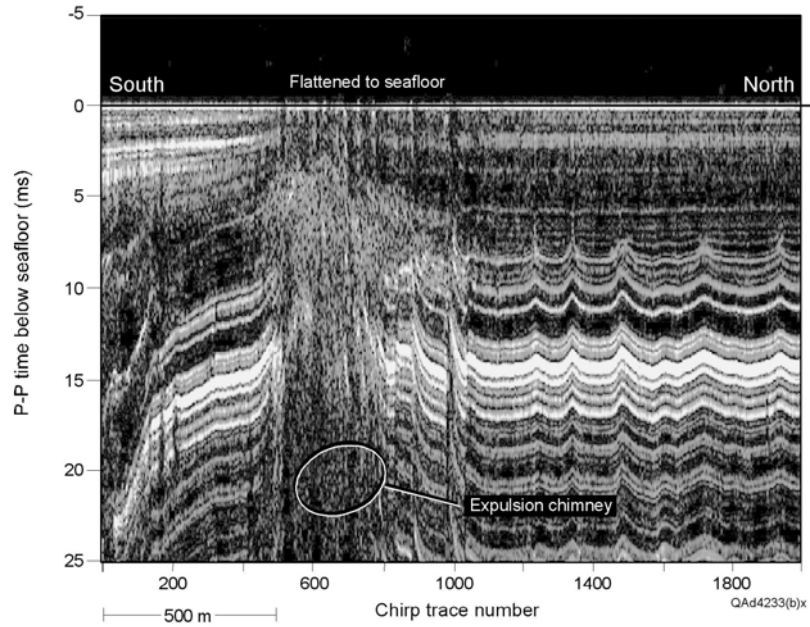 -5
South
Flattened to seafloor
North
0
5
10
15
20
25
P-P time below seafloor (ms)
Expulsion chimney
200
600
1000
1400
1800
500 m
Chirp trace number
QAd4233(b)x